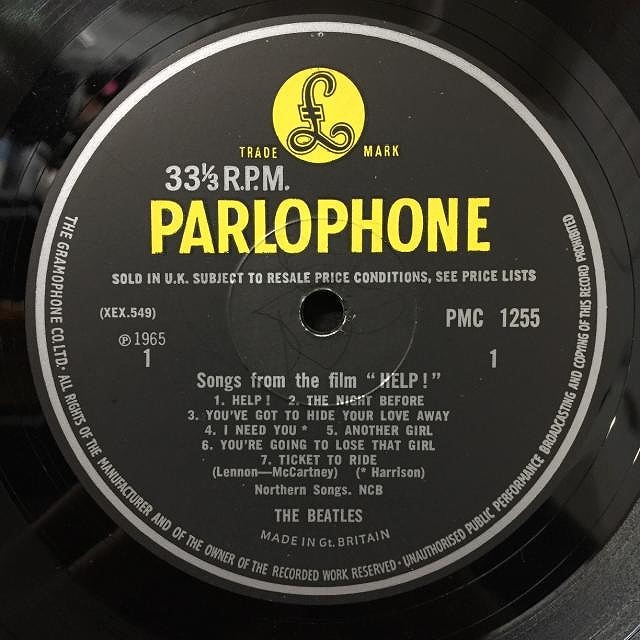 TRADE MARK
33⅓ R.P.M.
PARLOPHONE
SOLD IN U.K. SUBJECT TO RESALE PRICE CONDITIONS, SEE PRICE LISTS
(XEX.549) PMC 1255
℗ 1965
1 1
Songs from the film "HELP!"
1. HELP! 2. THE NIGHT BEFORE
3. YOU'VE GOT TO HIDE YOUR LOVE AWAY
4. I NEED YOU * 5. ANOTHER GIRL
6. YOU'RE GOING TO LOSE THAT GIRL
7. TICKET TO RIDE
(Lennon—McCartney) (* Harrison)
Northern Songs. NCB
THE BEATLES
MADE IN Gt. BRITAIN
THE GRAMOPHONE CO. LTD. · ALL RIGHTS OF THE MANUFACTURER AND OF THE OWNER OF THE RECORDED WORK RESERVED · UNAUTHORISED PUBLIC PERFORMANCE BROADCASTING AND COPYING OF THIS RECORD PROHIBITED